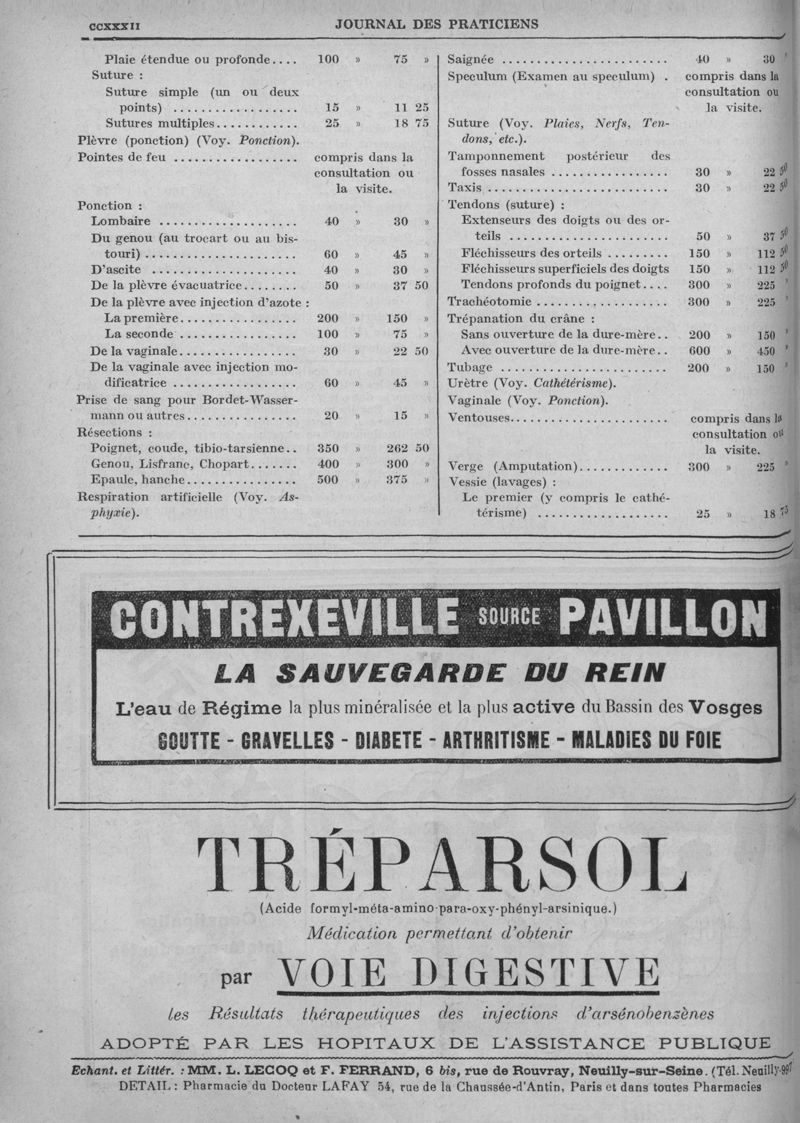 CCXXXII
JOURNAL DES PRATICIENS
Plaie étendue ou profonde.... 100 » 75 »
Suture :
Suture simple (un ou deux
points) .................. 15 » 11 25
Sutures multiples............ 25 » 18 75
Plèvre (ponction) (Voy. Ponction).
Pointes de feu .................. compris dans la
consultation ou
la visite.
Ponction :
Lombaire .................... 40 » 30 »
Du genou (au trocart ou au bis-
touri) ...................... 60 » 45 »
D'ascite ..................... 40 » 30 »
De la plèvre évacuatrice........ 50 » 37 50
De la plèvre avec injection d'azote :
La première................. 200 » 150 »
La seconde ................. 100 » 75 »
De la vaginale................. 30 » 22 50
De la vaginale avec injection mo-
dificatrice .................. 60 » 45 »
Prise de sang pour Bordet-Wasser-
mann ou autres................ 20 » 15 »
Résections :
Poignet, coude, tibio-tarsienne.. 350 » 262 50
Genou, Lisfranc, Chopart....... 400 » 300 »
Epaule, hanche................ 500 » 375 »
Respiration artificielle (Voy. As-
phyxie).
Saignée ........................ 40 » 30 »
Speculum (Examen au speculum) . compris dans la
consultation ou
la visite.
Suture (Voy. Plaies, Nerfs, Ten-
dons, etc.).
Tamponnement postérieur des
fosses nasales ................. 30 » 22 50
Taxis .......................... 30 » 22 50
Tendons (suture) :
Extenseurs des doigts ou des or-
teils ....................... 50 » 37 50
Fléchisseurs des orteils ......... 150 » 112 50
Fléchisseurs superficiels des doigts 150 » 112 50
Tendons profonds du poignet.... 300 » 225 »
Trachéotomie ................... 300 » 225 »
Trépanation du crâne :
Sans ouverture de la dure-mère.. 200 » 150 »
Avec ouverture de la dure-mère.. 600 » 450 »
Tubage ........................ 200 » 150 »
Urètre (Voy. Cathétérisme).
Vaginale (Voy. Ponction).
Ventouses....................... compris dans la
consultation ou
la visite.
Verge (Amputation)............. 300 » 225 »
Vessie (lavages) :
Le premier (y compris le cathé-
térisme) ................... 25 » 18 75
CONTREXEVILLE SOURCE PAVILLON
LA SAUVEGARDE DU REIN
L'eau de Régime la plus minéralisée et la plus active du Bassin des Vosges
GOUTTE - GRAVELLES - DIABETE - ARTHRITISME - MALADIES DU FOIE
TRÉPARSOL
(Acide formyl-méta-amino-para-oxy-phényl-arsinique.)
Médication permettant d'obtenir
par VOIE DIGESTIVE
les Résultats thérapeutiques des injections d'arsénobenzènes
ADOPTÉ PAR LES HOPITAUX DE L'ASSISTANCE PUBLIQUE
Echant. et Littér. : MM. L. LECOQ et F. FERRAND, 6 bis, rue de Rouvray, Neuilly-sur-Seine. (Tél. Neuilly
DETAIL : Pharmacie du Docteur LAFAY 54, rue de la Chaussée-d'Antin, Paris et dans toutes Pharmacies